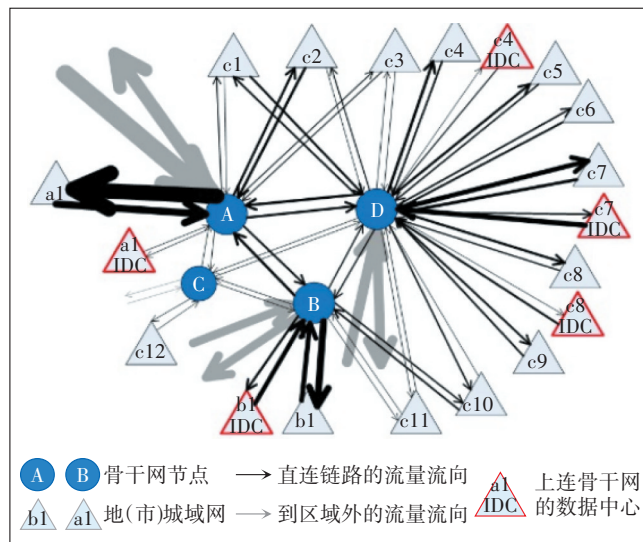 c1
c2
c3
c4
c4
IDC
c5
c6
c7
c7
IDC
c8
c8
IDC
c9
c10
c11
b1
b1
IDC
c12
a1
IDC
a1
A
D
C
B
A B 骨干网节点 直连链路的流量流向 a1
IDC 上连骨干网
的数据中心
b1 a1 地(市)城域网 到区域外的流量流向